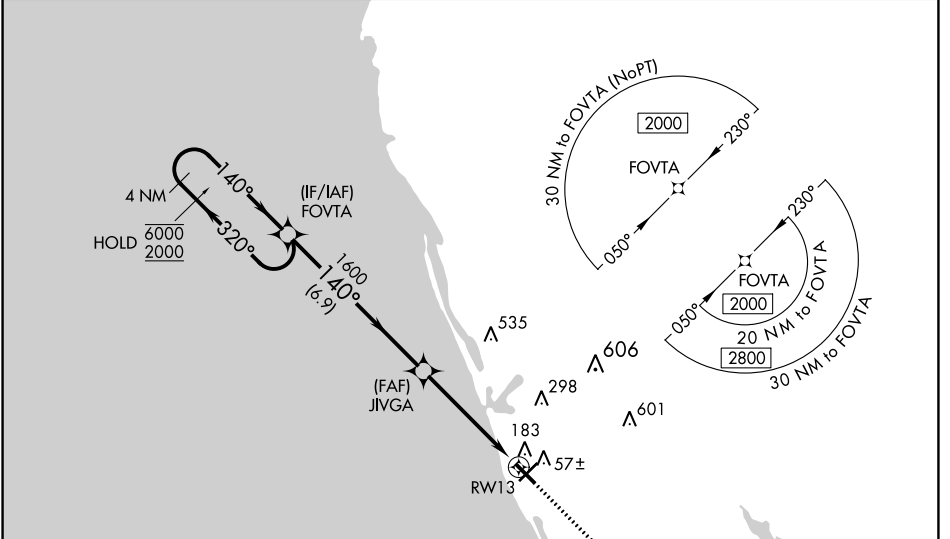 30 NM to FOVTA (NoPT)
2000
230°
FOVTA
050°
230°
FOVTA
2000
050°
20 NM to FOVTA
2800
30 NM to FOVTA
140°
4 NM
(IF/IAF)
FOVTA
HOLD
6000
2000
320°
1600
140°
(6.9)
535
606
(FAF)
JIVGA
298
601
183
57±
RW13